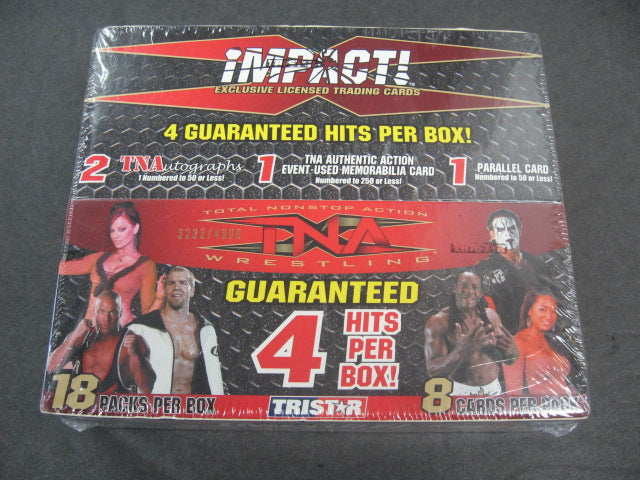 iMPACT!
EXCLUSIVE LICENSED TRADING CARDS
4 GUARANTEED HITS PER BOX!
2 TNAutographs 1 TNA AUTHENTIC ACTION EVENT-USED MEMORABILIA CARD 1 PARALLEL CARD
1 Numbered to 50 or Less! Numbered to 250 or Less! Numbered to 50 or Less!
TOTAL NONSTOP ACTION
TNA
WRESTLING
GUARANTEED
4 HITS
PER
BOX!
18 PACKS PER BOX TRISTAR 8 CARDS PER PACK